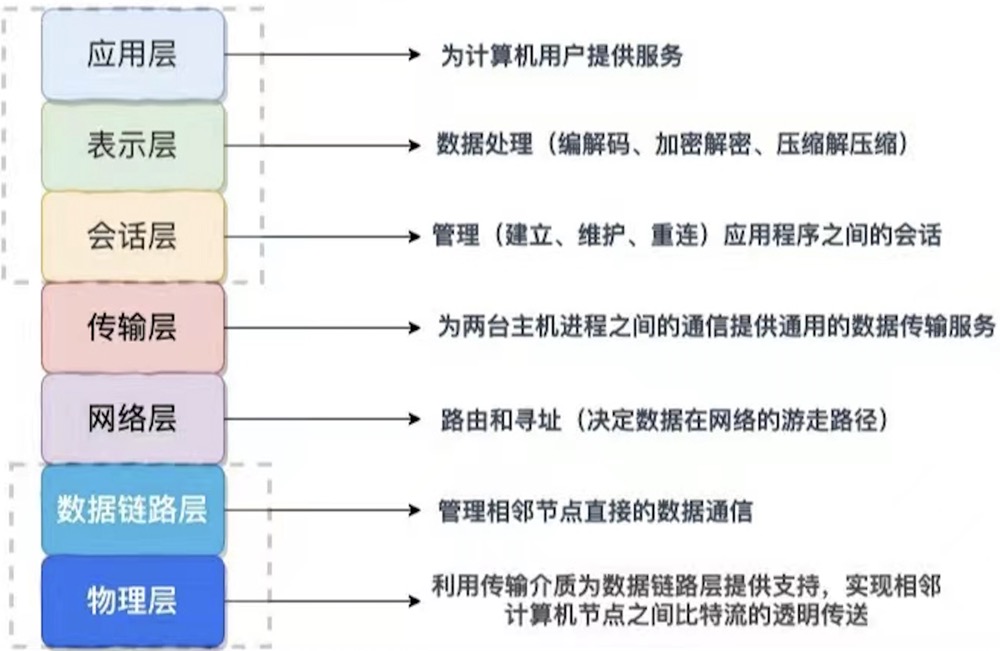 应用层
为计算机用户提供服务
表示层
数据处理（编解码、加密解密、压缩解压缩）
会话层
管理（建立、维护、重连）应用程序之间的会话
传输层
为两台主机进程之间的通信提供通用的数据传输服务
网络层
路由和寻址（决定数据在网络的游走路径）
数据链路层
管理相邻节点直接的数据通信
物理层
利用传输介质为数据链路层提供支持，实现相邻
计算机节点之间比特流的透明传送